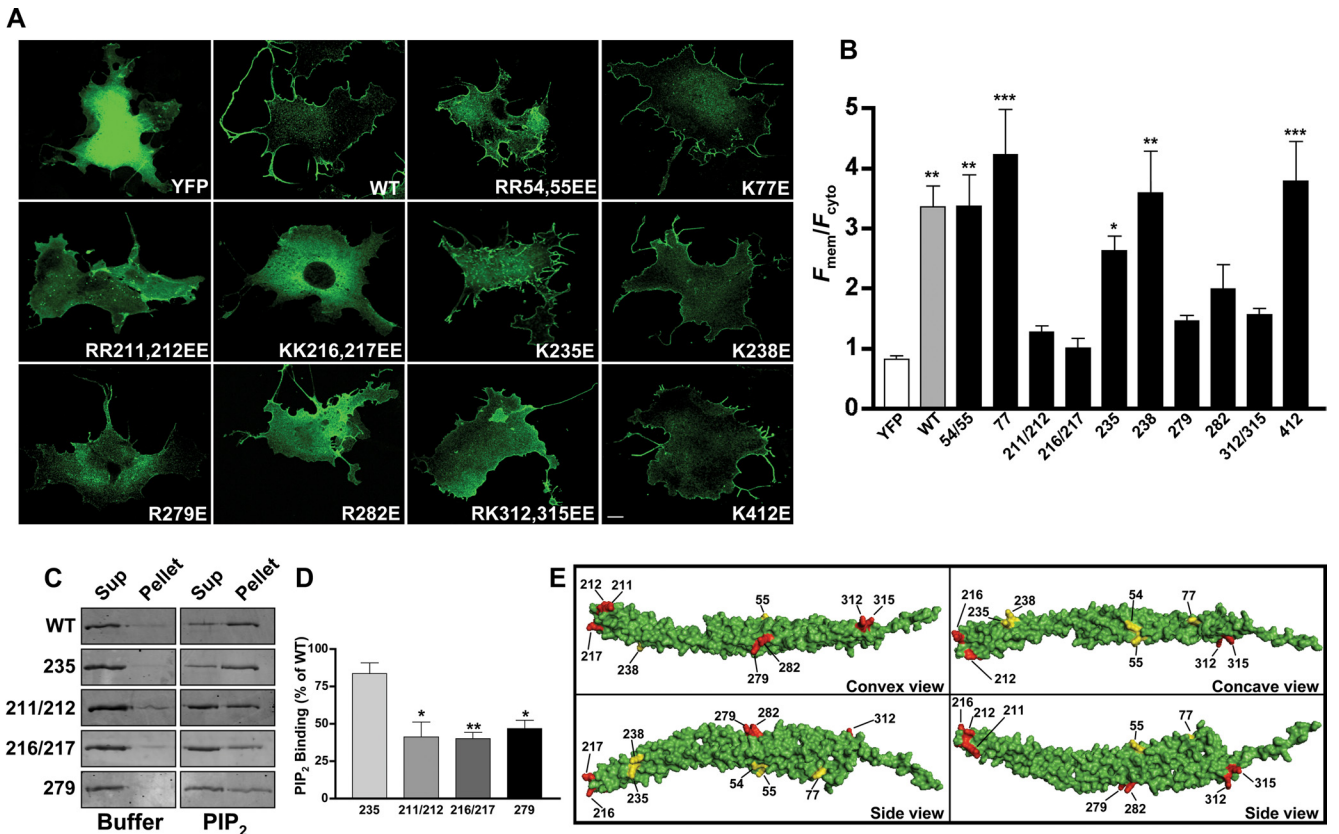 A
YFP
WT
RR54,55EE
K77E
RR211,212EE
KK216,217EE
K235E
K238E
R279E
R282E
RK312,315EE
K412E
B
F_mem/F_cyto
5
4
3
2
1
0
** ** *** * ** ***
YFP WT 54/55 77 211/212 216/217 235 238 279 282 312/315 412
C
Sup Pellet Sup Pellet
WT
235
211/212
216/217
279
Buffer PIP2
D
PIP2 Binding (% of WT)
100
75
50
25
0
* ** *
235 211/212 216/217 279
E
212 211
55
312 315
217
238
279
282
Convex view
216
235 238
54
77
212
55
312 315
Concave view
217
238
279 282
312
216
235
54
55
77
Side view
216
212
211
55
77
279 282
312
315
Side view